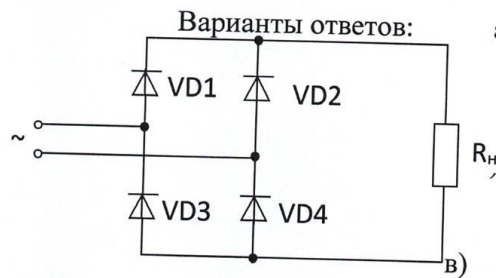 Варианты ответов:
а
VD1
VD2
~
Rн
VD3
VD4
в)